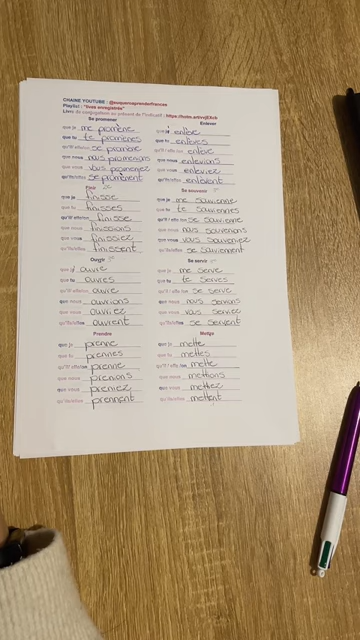 CHAINE YOUTUBE : @coquennaprendrefrances
Playlist : "lives enregistrés"
Livre de conjugaison au présent de l'indicatif :
Se promener
que je me promène
que tu te promènes
qu'il/ elle/on se promène
que nous nous promenions
que vous vous promeniez
qu'ils/elles se promènent
Finir
que je finisse
que tu finisses
qu'il/ elle/on finisse
que nous finissions
que vous finissiez
qu'ils/elles finissent
Ouvrir
que j' ouvre
que tu ouvres
qu'il/ elle/on ouvre
que nous ouvrions
que vous ouvriez
qu'ils/elles ouvrent
Prendre
que je prenne
que tu prennes
qu'il/ elle/on prenne
que nous prenions
que vous preniez
qu'ils/elles prennent
Enlever
que j' enlève
que tu enlèves
qu'il / elle /on enlève
que nous enlevions
que vous enleviez
qu'ils/elles enlèvent
Se souvenir
que je me souvienne
que tu te souviennes
qu'il / elle /on se souvienne
que nous nous souvenions
que vous vous souveniez
qu'ils/elles se souviennent
Se servir
que je me serve
que tu te serves
qu'il / elle /on se serve
que nous nous servions
que vous vous serviez
qu'ils/elles se servent
que je mette
que tu mettes
qu'il / elle /on mette
que nous mettions
que vous mettiez
qu'ils/elles mettent